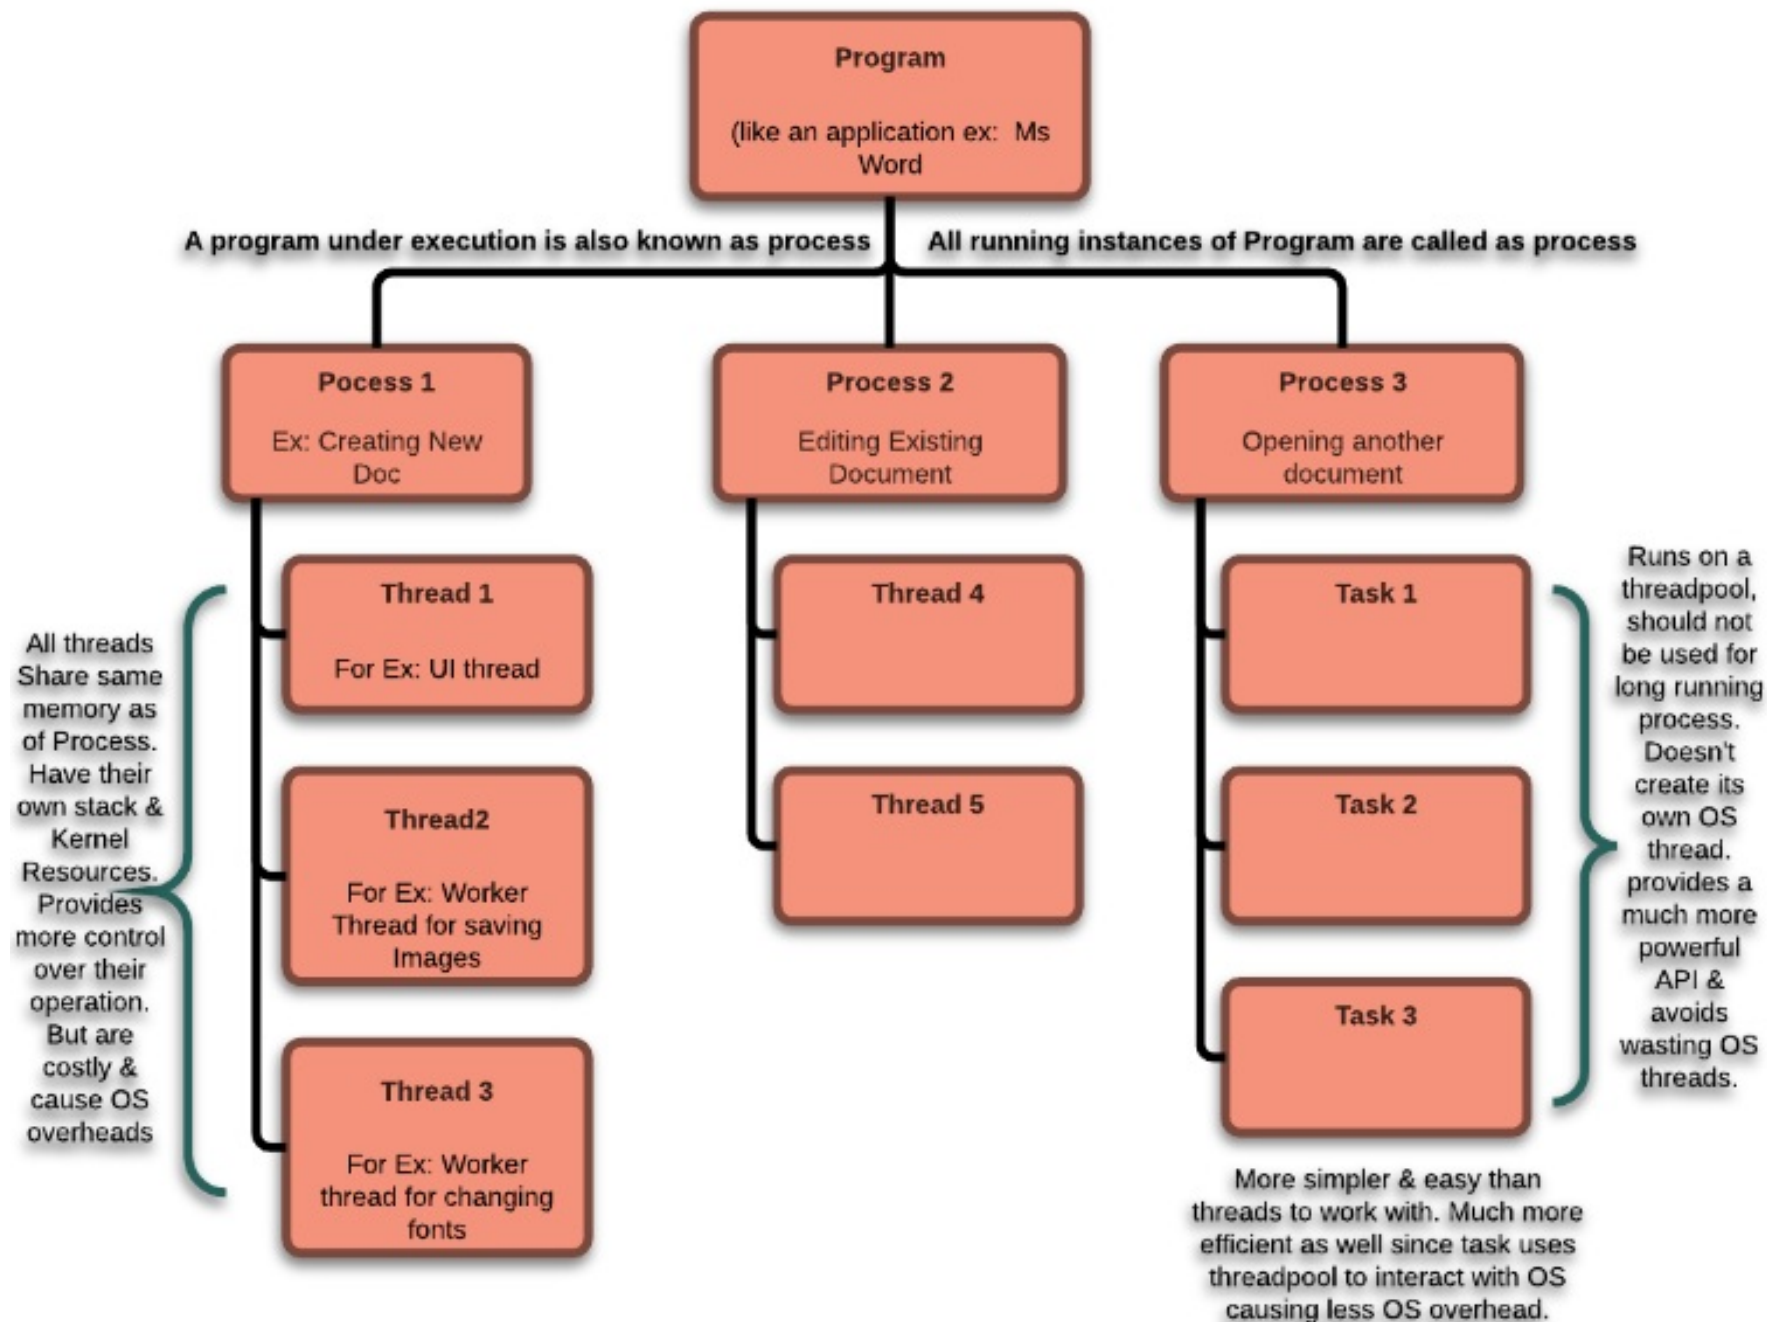 Program
(like an application ex:  Ms
Word
A program under execution is also known as process
All running instances of Program are called as process
Pocess 1
Ex: Creating New
Doc
Process 2
Editing Existing
Document
Process 3
Opening another
document
All threads
Share same
memory as
of Process.
Have their
own stack &
Kernel
Resources.
Provides
more control
over their
operation.
But are
costly &
cause OS
overheads
Thread 1
For Ex: UI thread
Thread2
For Ex: Worker
Thread for saving
Images
Thread 3
For Ex: Worker
thread for changing
fonts
Thread 4
Thread 5
Task 1
Task 2
Task 3
Runs on a
threadpool,
should not
be used for
long running
process.
Doesn't
create its
own OS
thread.
provides a
much more
powerful
API &
avoids
wasting OS
threads.
More simpler & easy than
threads to work with. Much more
efficient as well since task uses
threadpool to interact with OS
causing less OS overhead.